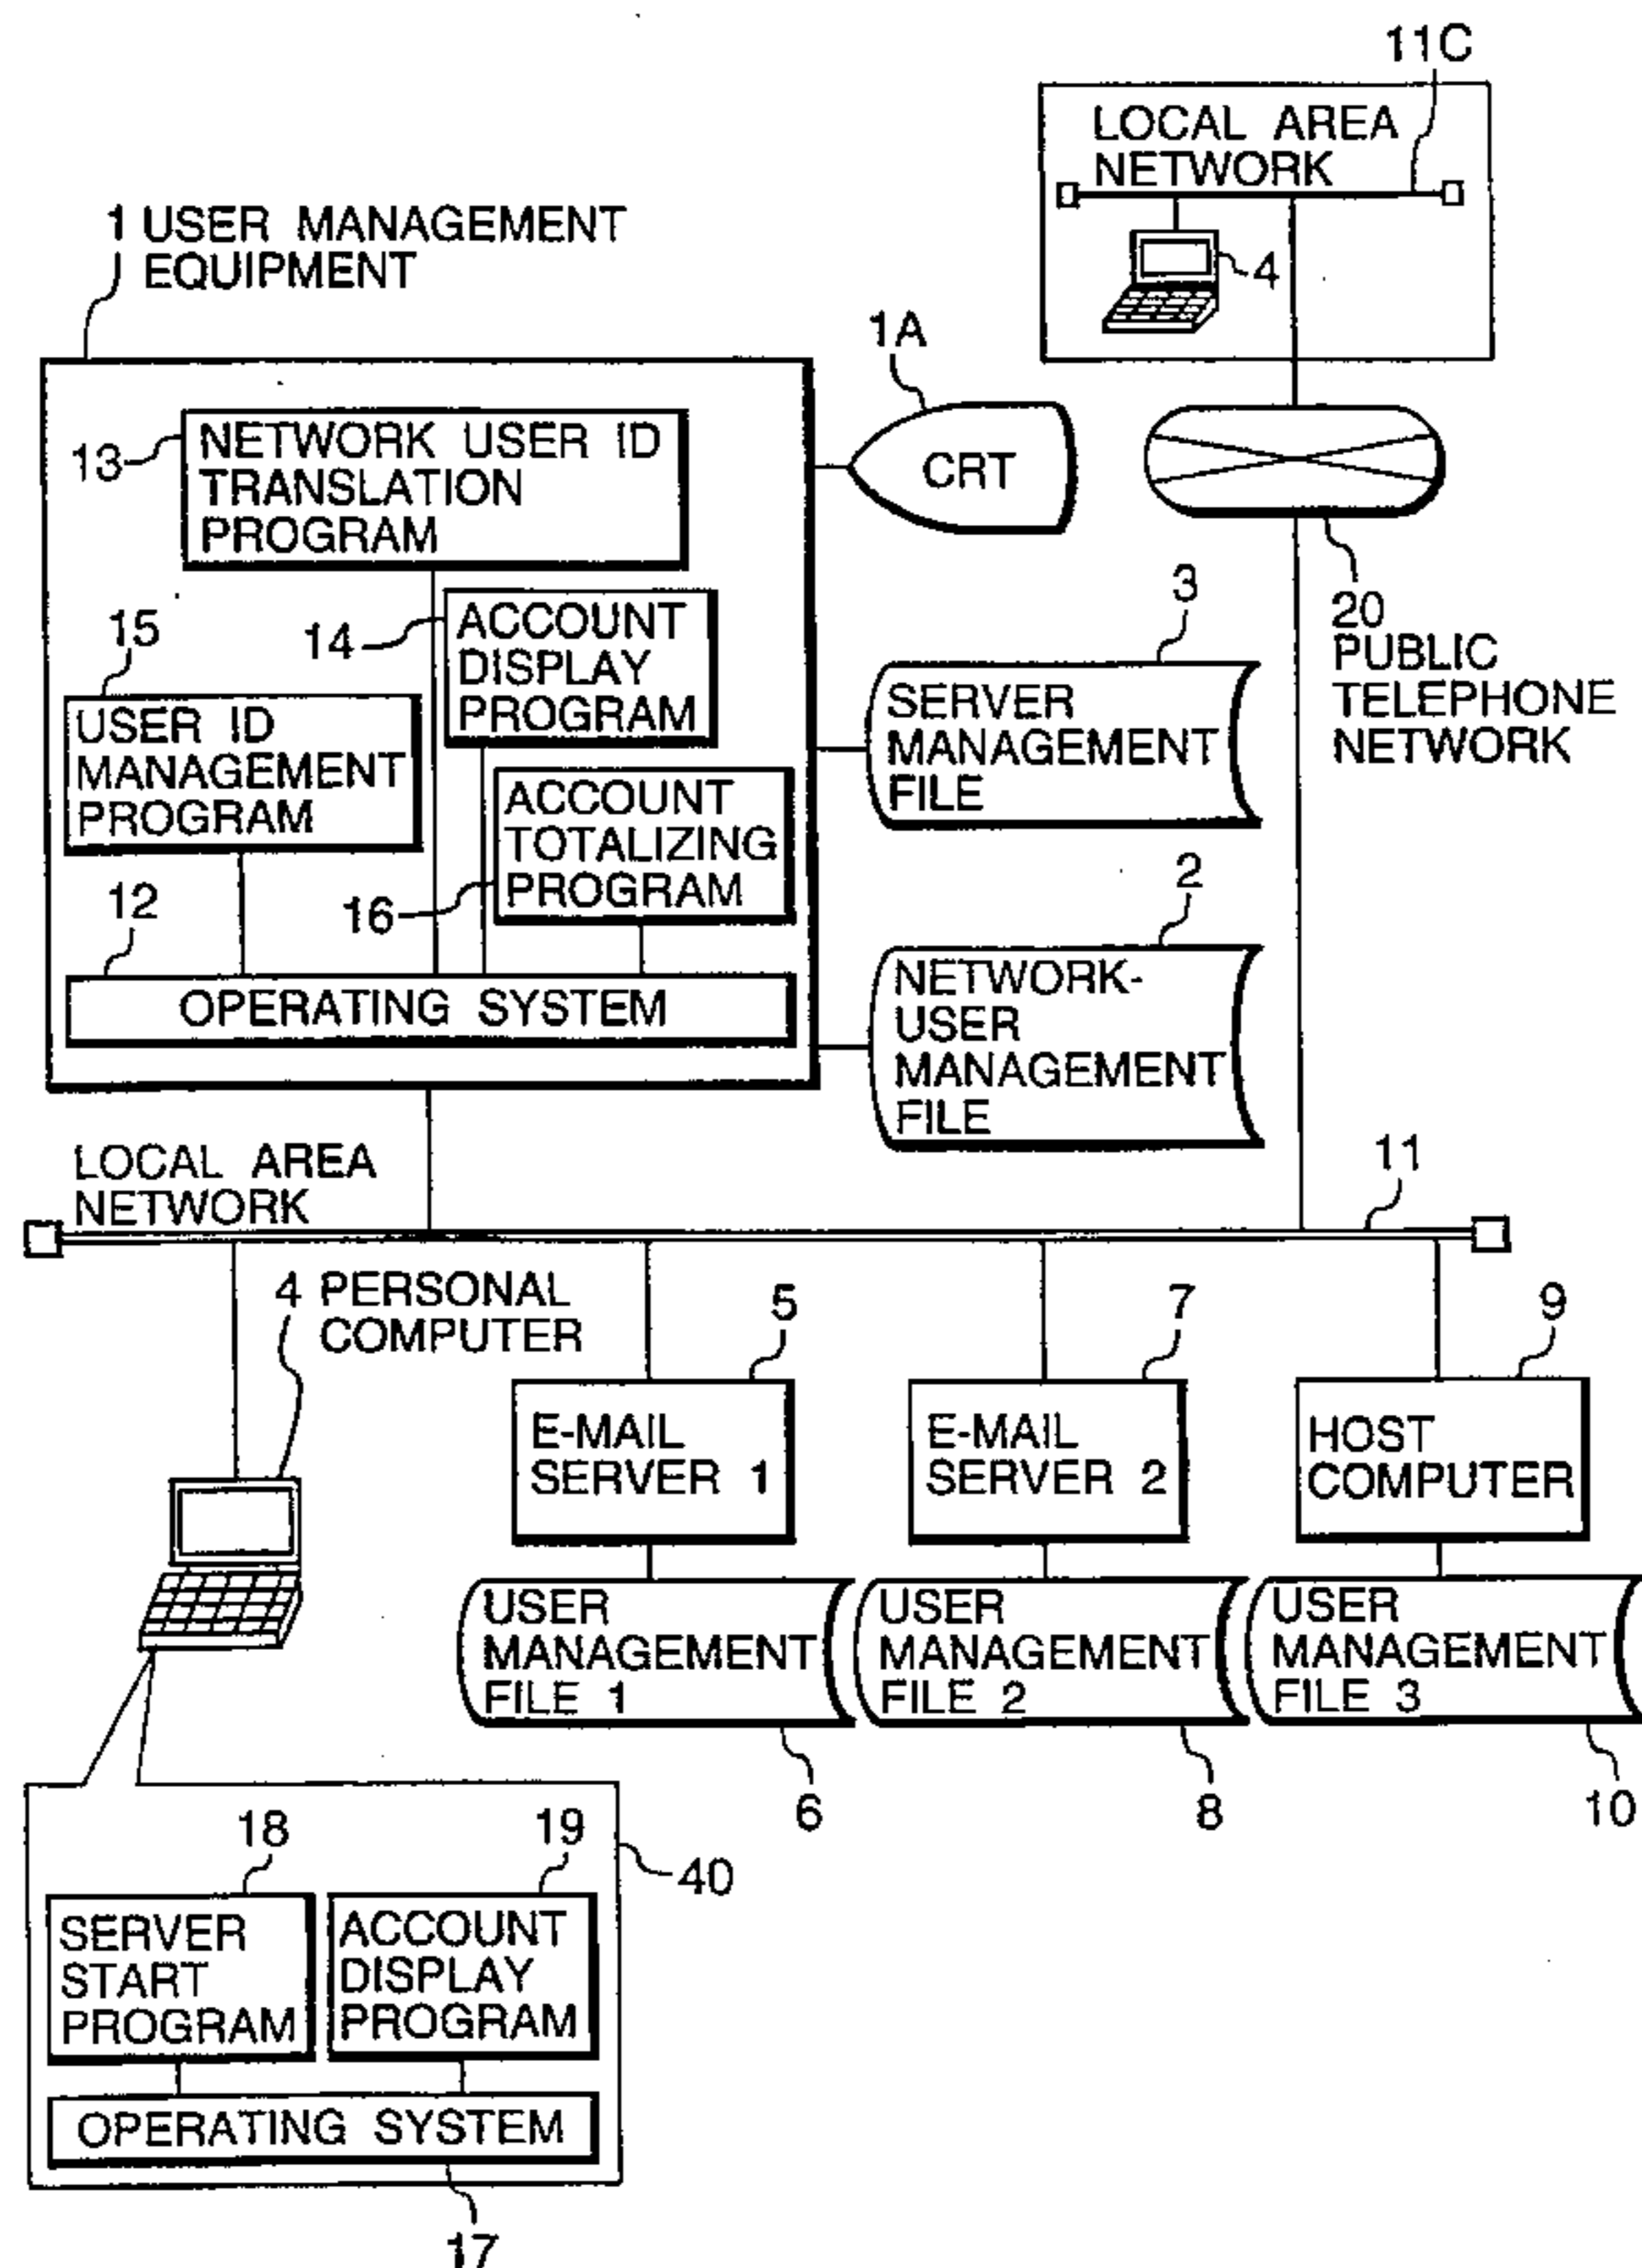 11C
LOCAL AREA
NETWORK
4
1 USER MANAGEMENT
EQUIPMENT
1A
CRT
13
NETWORK USER ID
TRANSLATION
PROGRAM
14
ACCOUNT
DISPLAY
PROGRAM
15
USER ID
MANAGEMENT
PROGRAM
16
ACCOUNT
TOTALIZING
PROGRAM
12
OPERATING SYSTEM
3
SERVER
MANAGEMENT
FILE
20
PUBLIC
TELEPHONE
NETWORK
2
NETWORK-
USER
MANAGEMENT
FILE
LOCAL AREA
NETWORK
11
4 PERSONAL
COMPUTER
5
E-MAIL
SERVER 1
7
E-MAIL
SERVER 2
9
HOST
COMPUTER
USER
MANAGEMENT
FILE 1
6
USER
MANAGEMENT
FILE 2
8
USER
MANAGEMENT
FILE 3
10
18
SERVER
START
PROGRAM
19
ACCOUNT
DISPLAY
PROGRAM
40
OPERATING SYSTEM
17